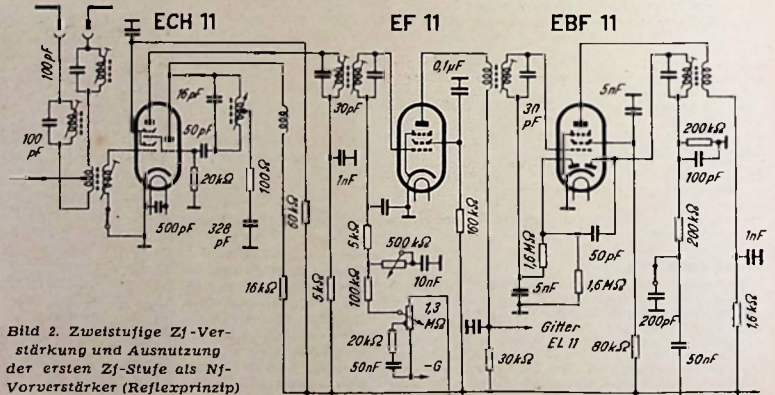 ECH 11
EF 11
EBF 11
100pF
100
pF
16pF
50pF
20kΩ
500pF
100Ω
328
pF
60kΩ
16kΩ
30pF
1nF
5kΩ
5kΩ
500kΩ
10nF
100kΩ
1,3
MΩ
20kΩ
50nF
-G
0,1µF
160kΩ
30
pF
Gitter
EL 11
30kΩ
5nF
1,6MΩ
50pF
5nF
1,6MΩ
80kΩ
200kΩ
100pF
200kΩ
200pF
50nF
1nF
1,6kΩ
Bild 2. Zweistufige Zf-Ver-
stärkung und Ausnutzung
der ersten Zf-Stufe als Nf-
Vorverstärker (Reflexprinzip)